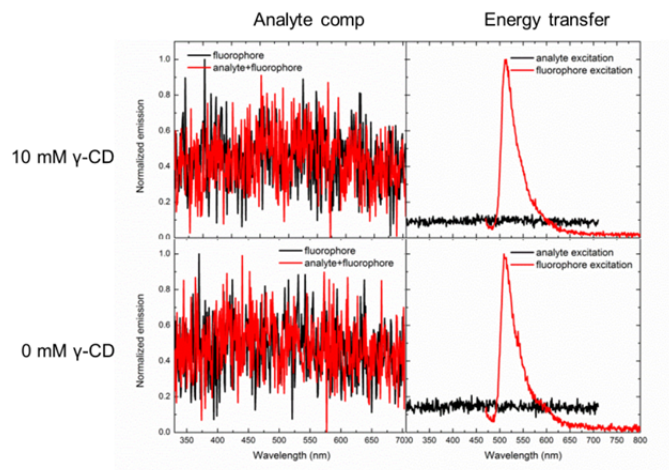 Analyte comp Energy transfer
10 mM γ-CD
Normalized emission
1.0
0.8
0.6
0.4
0.2
0.0
fluorophore
analyte+fluorophore
analyte excitation
fluorophore excitation
0 mM γ-CD
Normalized emission
1.0
0.8
0.6
0.4
0.2
0.0
fluorophore
analyte+fluorophore
analyte excitation
fluorophore excitation
350 400 450 500 550 600 650 700 350 400 450 500 550 600 650 700 750 800
Wavelength (nm) Wavelength (nm)